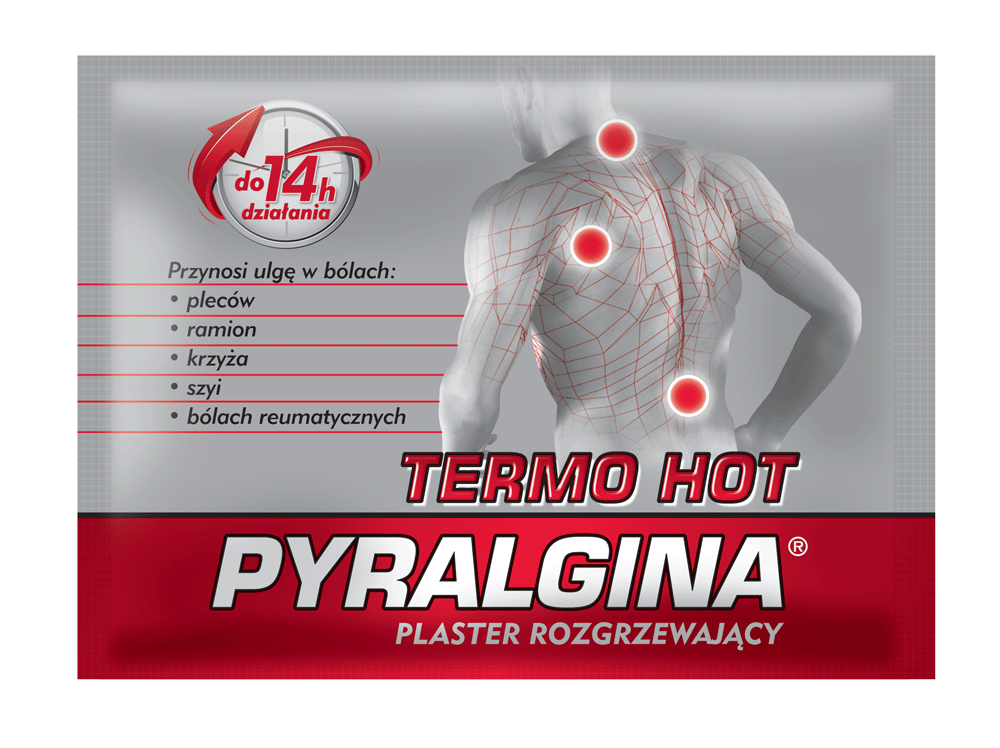 do 14h
działania
Przynosi ulgę w bólach:
• pleców
• ramion
• krzyża
• szyi
• bólach reumatycznych
TERMO HOT
PYRALGINA®
PLASTER ROZGRZEWAJĄCY